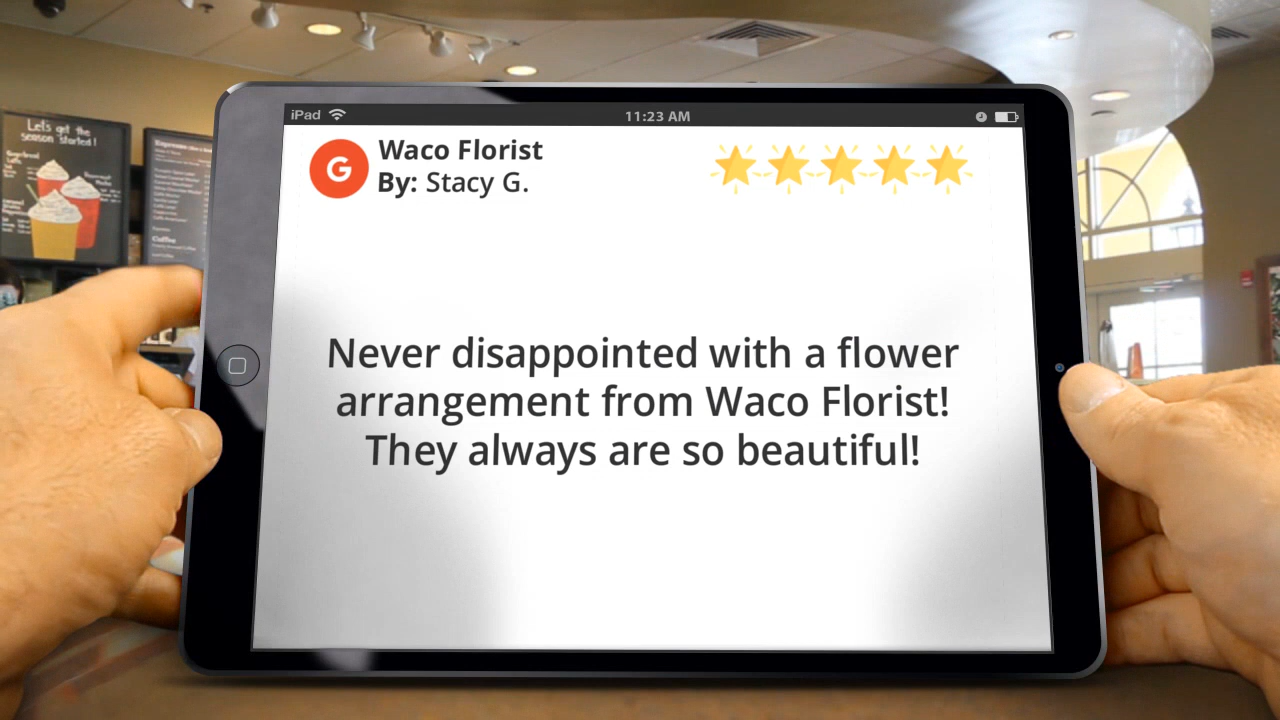 Let's get the
season started!
iPad
11:23 AM
G
Waco Florist
By: Stacy G.
Never disappointed with a flower
arrangement from Waco Florist!
They always are so beautiful!
Coffee